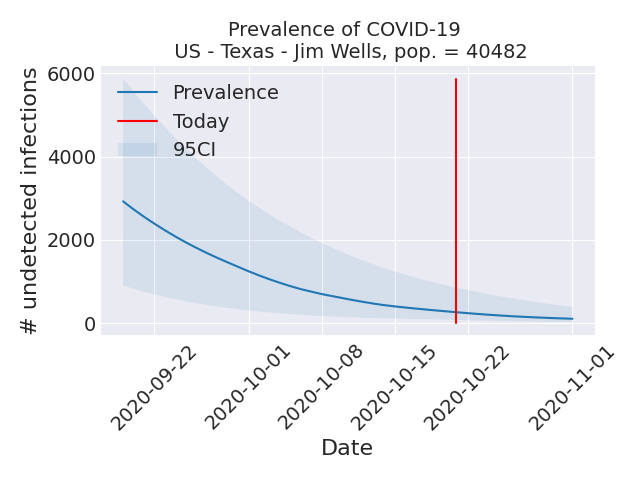 Prevalence of COVID-19
US - Texas - Jim Wells, pop. = 40482
# undetected infections
6000
4000
2000
0
Prevalence
Today
95CI
2020-09-22
2020-10-01
2020-10-08
2020-10-15
2020-10-22
2020-11-01
Date